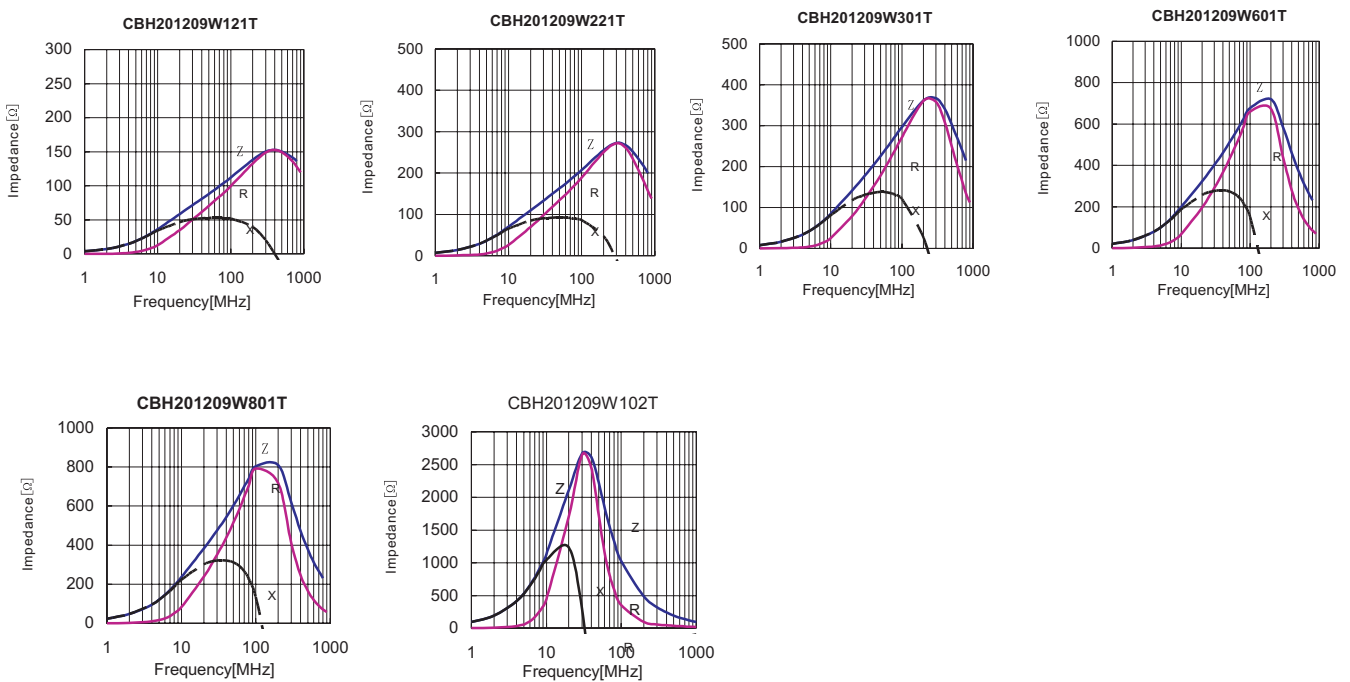 CBH201209W121T
300
250
200
150
100
50
0
Impedance[Ω]
Z
R
X
1 10 100 1000
Frequency[MHz]
CBH201209W221T
500
400
300
200
100
0
Impedance[Ω]
Z
R
X
1 10 100 1000
Frequency[MHz]
CBH201209W301T
500
400
300
200
100
0
Impedance[Ω]
Z
R
X
1 10 100 1000
Frequency[MHz]
CBH201209W601T
1000
800
600
400
200
0
Impedance[Ω]
Z
R
X
1 10 100 1000
Frequency[MHz]
CBH201209W801T
1000
800
600
400
200
0
Impedance[Ω]
Z
R
X
1 10 100 1000
Frequency[MHz]
CBH201209W102T
3000
2500
2000
1500
1000
500
0
Impedance[Ω]
Z
Z
X
R
R
1 10 100 1000
Frequency[MHz]